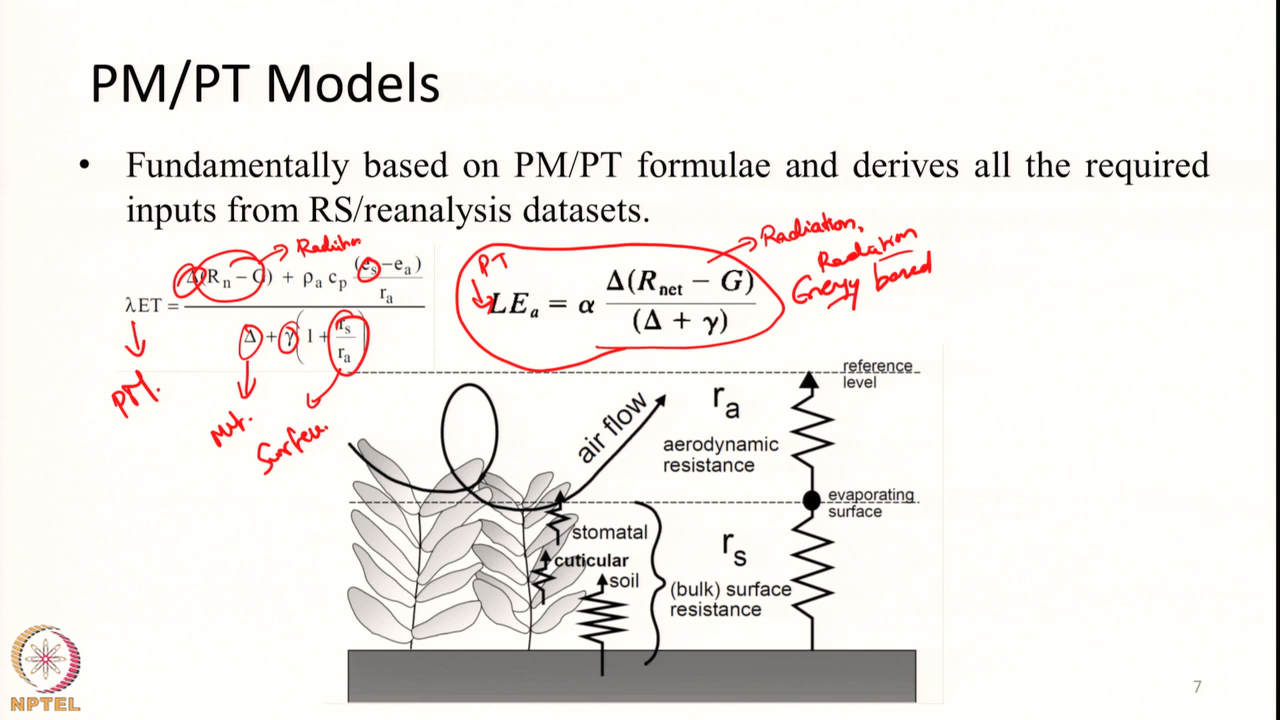 PM/PT Models
• Fundamentally based on PM/PT formulae and derives all the required
inputs from RS/reanalysis datasets.
Radiation,
Radiation
Energy based
PT
λET = Δ(Rn − G) + ρa cp (es − ea) / ra
Δ + γ (1 + rs / ra)
LEa = α Δ(Rnet − G) / (Δ + γ)
PM.
Met.
Surface.
reference
level
ra
air flow
aerodynamic
resistance
evaporating
surface
stomatal
cuticular
soil
rs
(bulk) surface
resistance
NPTEL
7